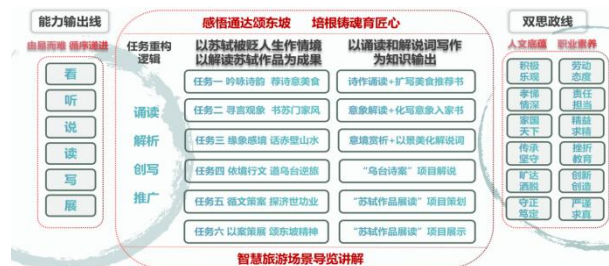 能力输出线
由易而难 循序递进
看
听
说
读
写
展
感悟通达颂东坡 培根铸魂育匠心
任务重构
逻辑
诵读
解析
创写
推广
以苏轼被贬人生作情境
以解读苏轼作品为成果
以诵读和解说词写作
为知识输出
任务一 吟咏诗韵 荐诗意美食
诗作诵读+扩写美食推荐书
任务二 寻言观象 书苏门家风
意象解读+化写意象入家书
任务三 缘象感境 话赤壁山水
意境赏析+以景美化解说词
任务四 依境行文 道乌台逆旅
“乌台诗案”项目解说
任务五 循文策案 探济世功业
“苏轼作品展读”项目策划
任务六 以案策展 颂东坡精神
“苏轼作品展读”项目展示
智慧旅游场景导览讲解
双思政线
人文底蕴 职业素养
积极
乐观
劳动
态度
孝悌
情深
责任
担当
家国
天下
精益
求精
传承
坚守
挫折
教育
旷达
洒脱
创新
创造
守正
笃定
严谨
求真